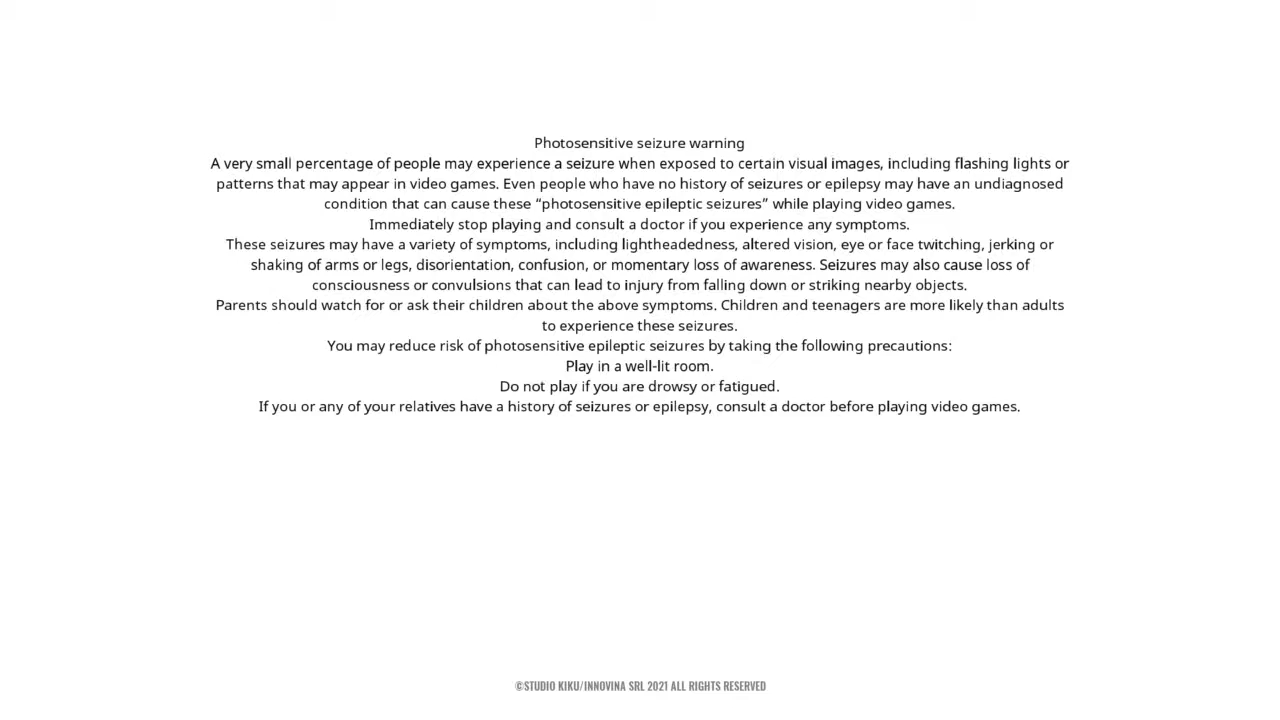 Photosensitive seizure warning
A very small percentage of people may experience a seizure when exposed to certain visual images, including flashing lights or
patterns that may appear in video games. Even people who have no history of seizures or epilepsy may have an undiagnosed
condition that can cause these “photosensitive epileptic seizures” while playing video games.
Immediately stop playing and consult a doctor if you experience any symptoms.
These seizures may have a variety of symptoms, including lightheadedness, altered vision, eye or face twitching, jerking or
shaking of arms or legs, disorientation, confusion, or momentary loss of awareness. Seizures may also cause loss of
consciousness or convulsions that can lead to injury from falling down or striking nearby objects.
Parents should watch for or ask their children about the above symptoms. Children and teenagers are more likely than adults
to experience these seizures.
You may reduce risk of photosensitive epileptic seizures by taking the following precautions:
Play in a well-lit room.
Do not play if you are drowsy or fatigued.
If you or any of your relatives have a history of seizures or epilepsy, consult a doctor before playing video games.
©STUDIO KIKU/INNOVINA SRL 2021 ALL RIGHTS RESERVED